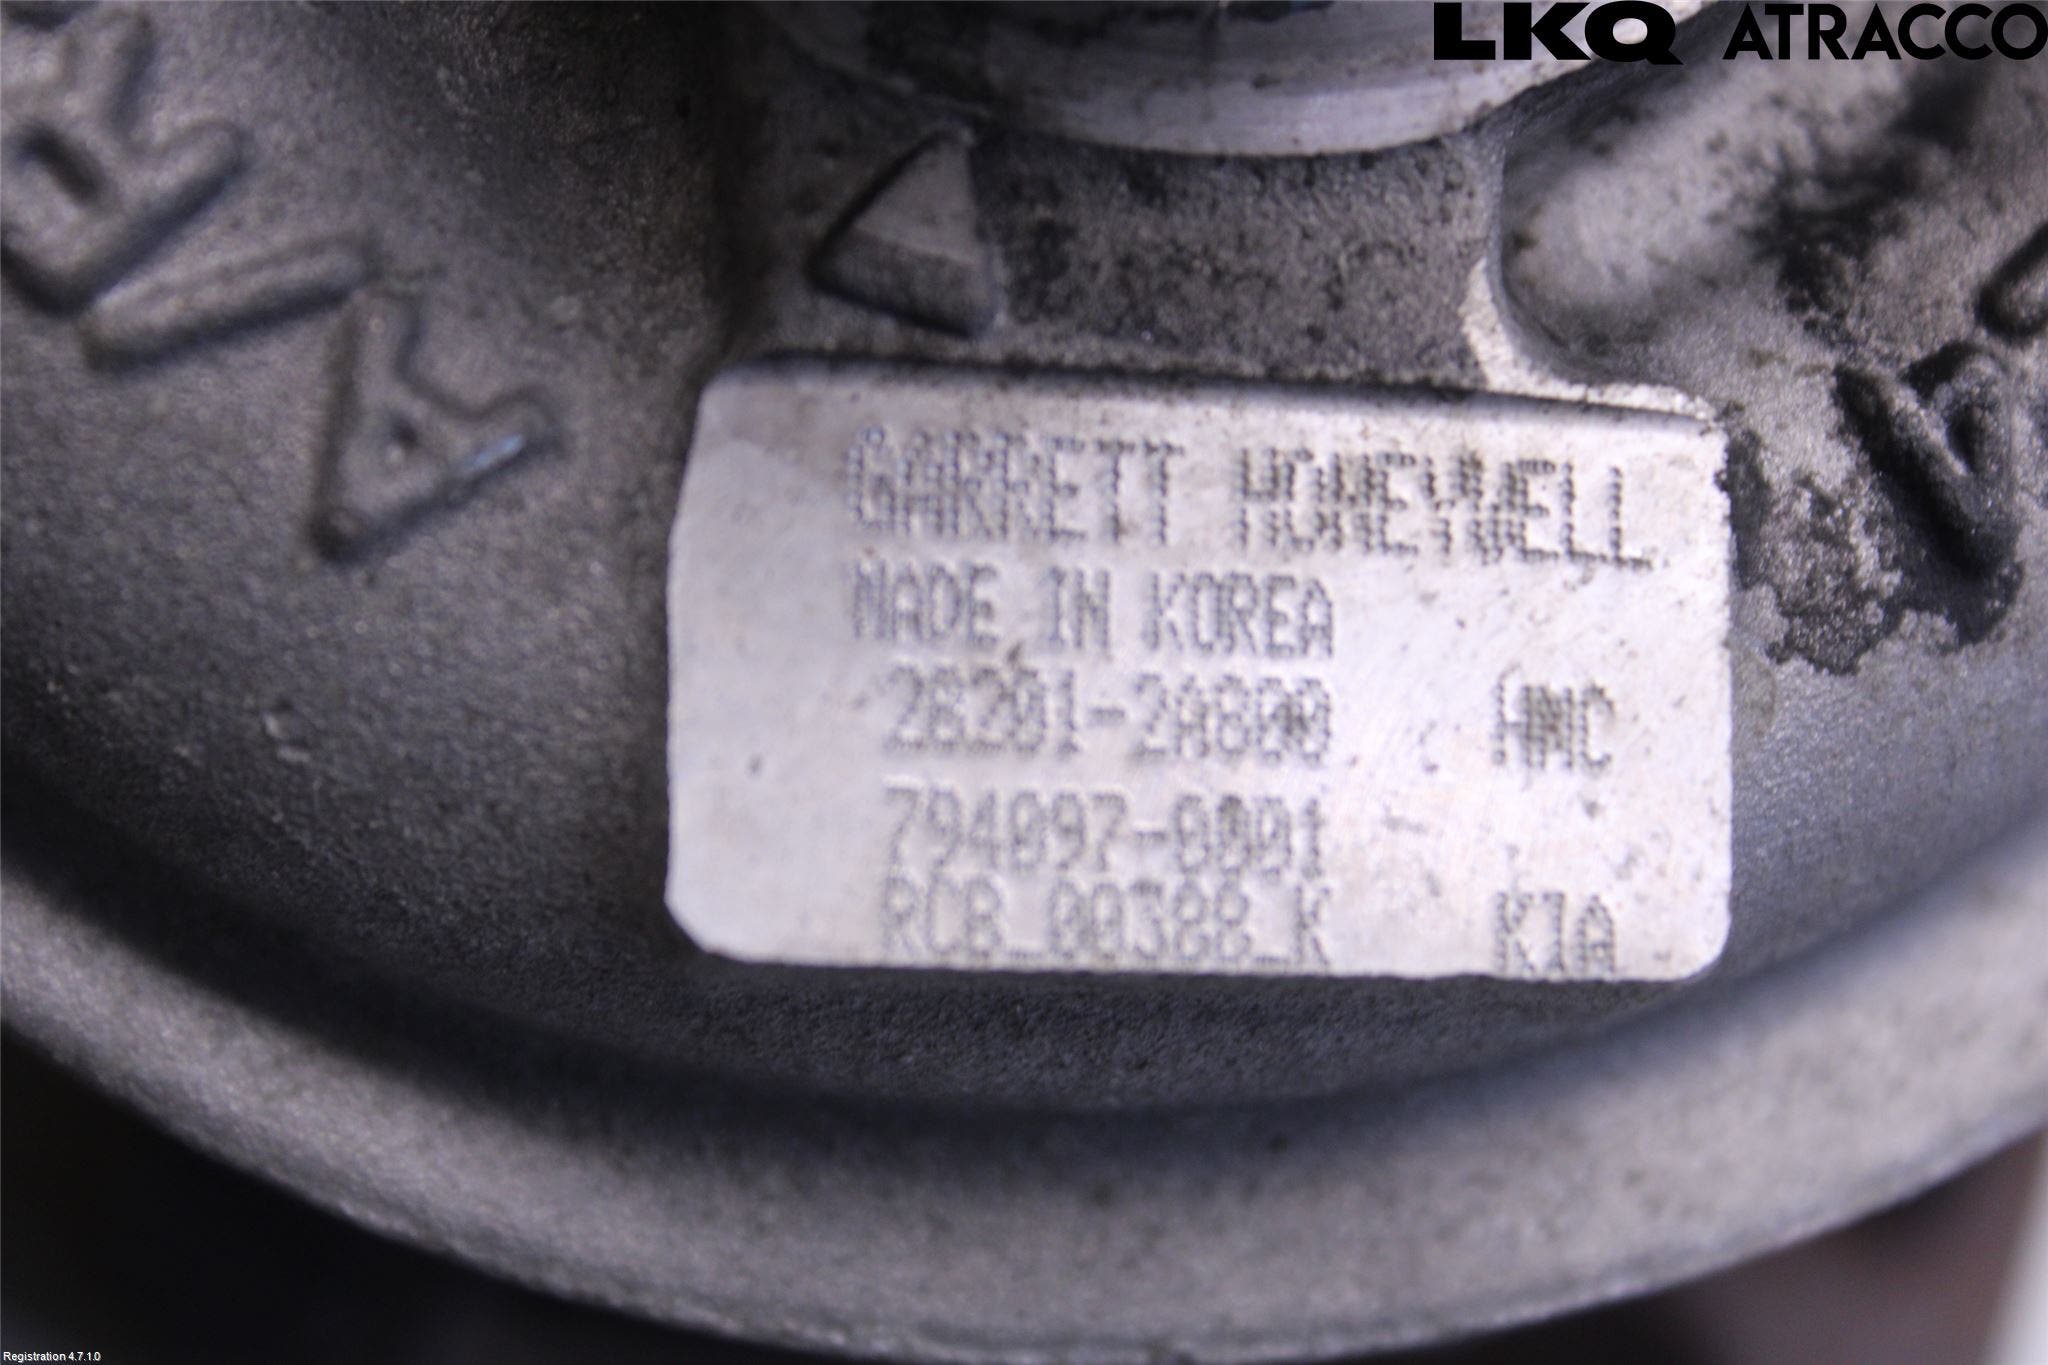 LKQ ATRACCO
GARRETT HONEYWELL
MADE IN KOREA
28201-2A800 HMC
794097-0001
RCB_00388_K KIA
Registration 4.7.1.0